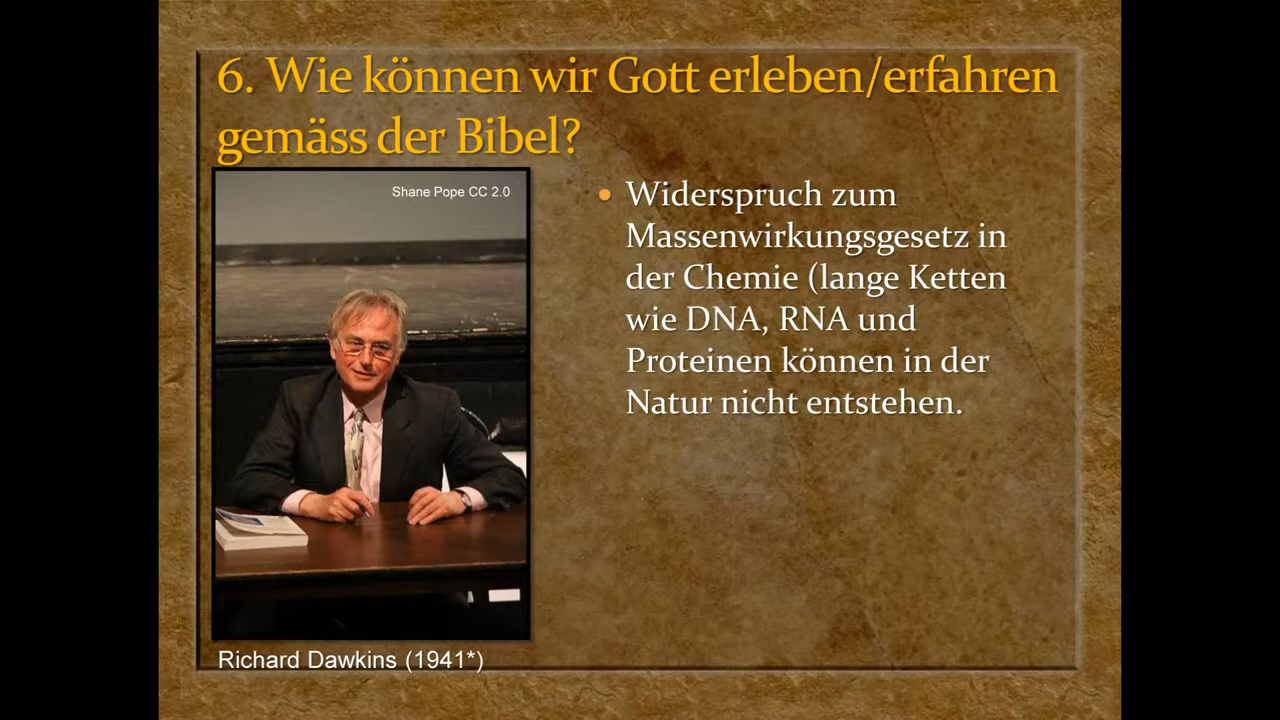 6. Wie können wir Gott erleben/erfahren
gemäss der Bibel?
Shane Pope CC 2.0
• Widerspruch zum
Massenwirkungsgesetz in
der Chemie (lange Ketten
wie DNA, RNA und
Proteinen können in der
Natur nicht entstehen.
Richard Dawkins (1941*)